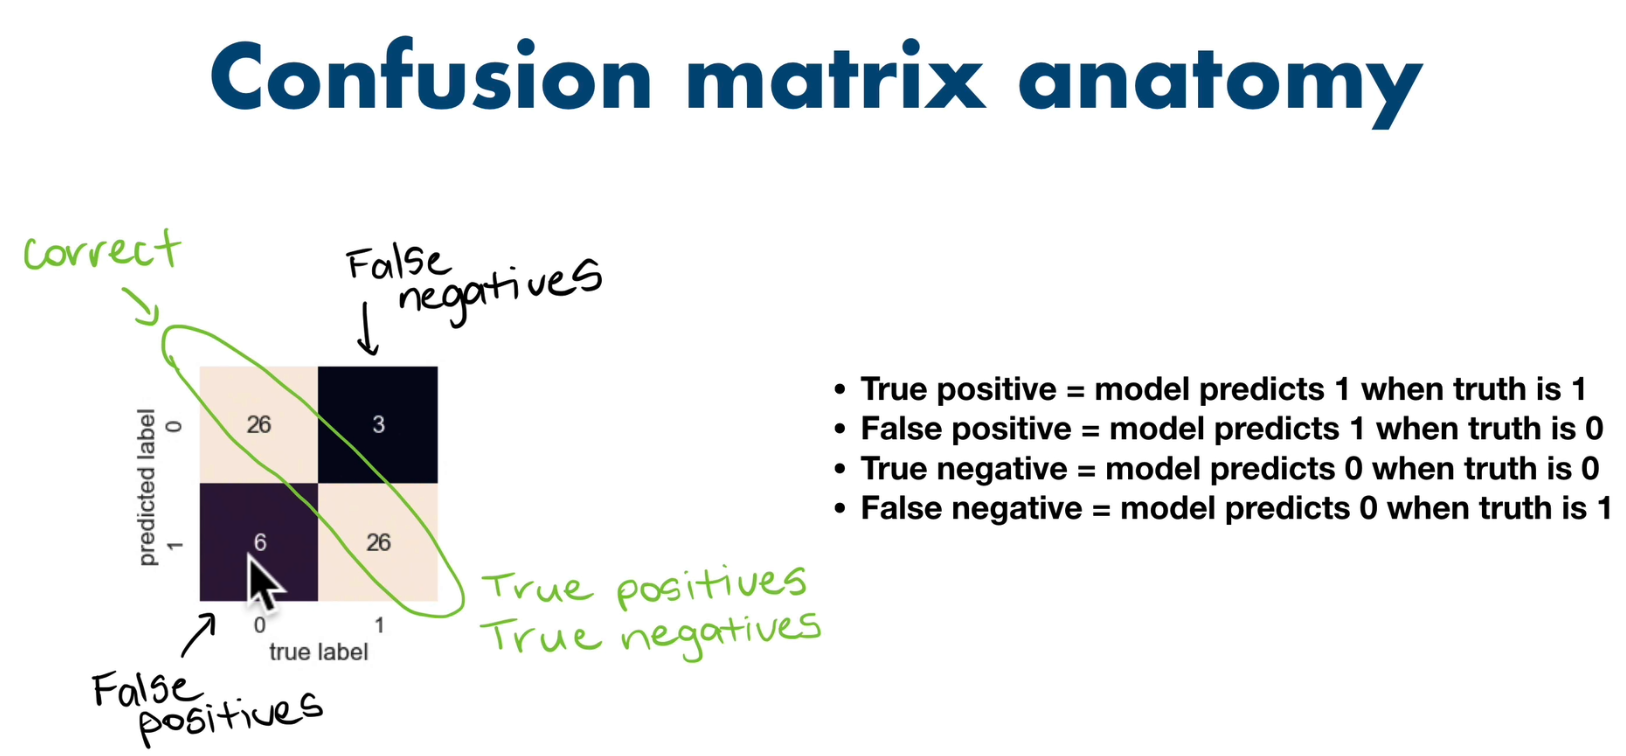 Confusion matrix anatomy
correct
False
negatives
predicted label
0
1
26
3
6
26
0
1
true label
True positives
True negatives
False
positives
• True positive = model predicts 1 when truth is 1
• False positive = model predicts 1 when truth is 0
• True negative = model predicts 0 when truth is 0
• False negative = model predicts 0 when truth is 1